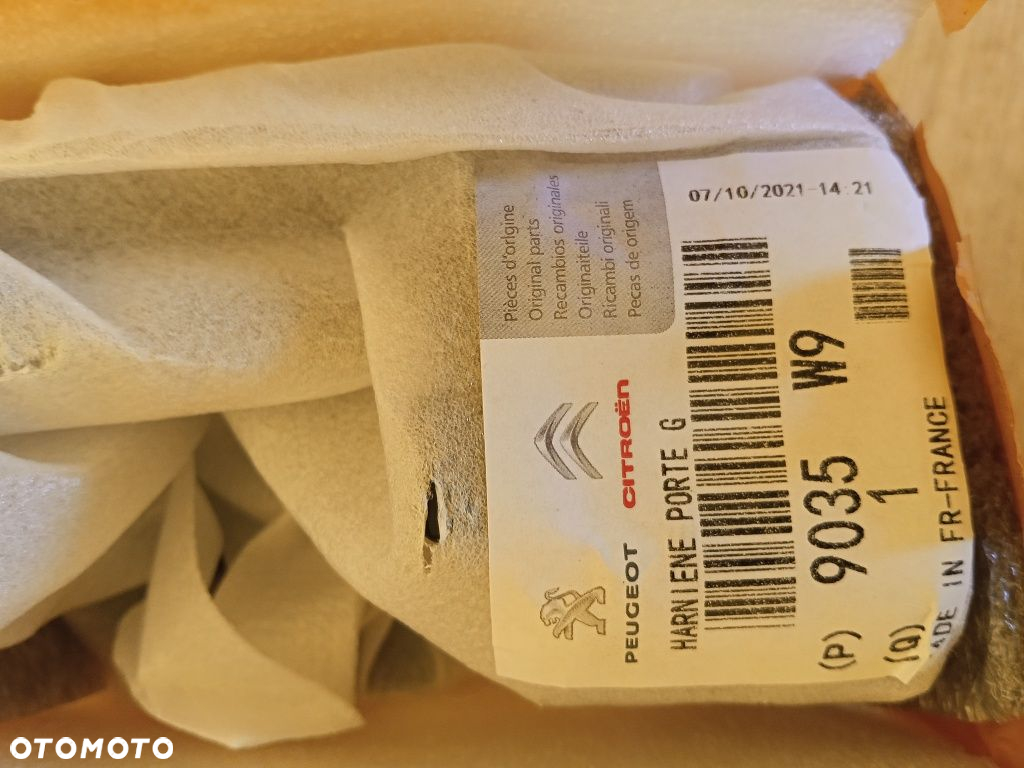 Pièces d'origine
Original parts
Recambios originales
Originalteile
Ricambi originali
Pecas de origem
07/10/2021-14:21
PEUGEOT CITROËN
HARNIENE PORTE G
(P) 9035 W9
(Q) 1
ADE IN FR-FRANCE
OTOMOTO